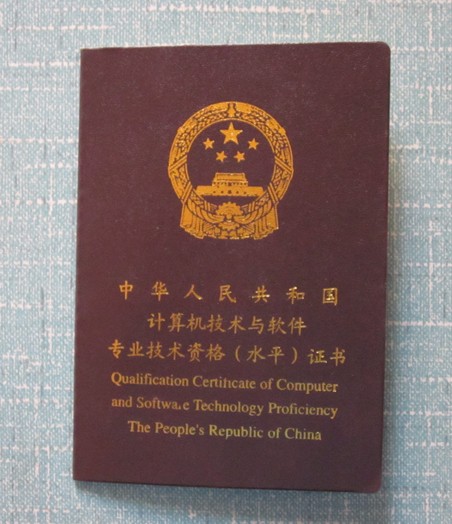 中华人民共和国
计算机技术与软件
专业技术资格（水平）证书
Qualification Certificate of Computer
and Software Technology Proficiency
The People's Republic of China